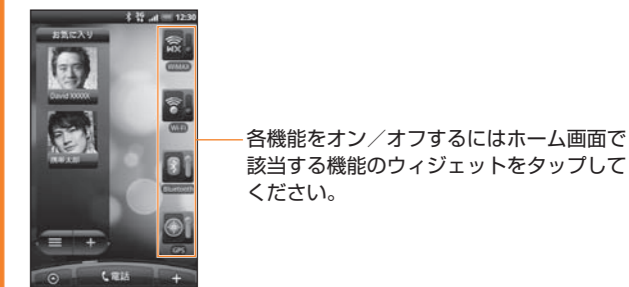 12:30
お気に入り
WiMAX
David XXXXX
Wi-Fi
携帯太郎
Bluetooth
GPS
電話
各機能をオン／オフするにはホーム画面で
該当する機能のウィジェットをタップして
ください。